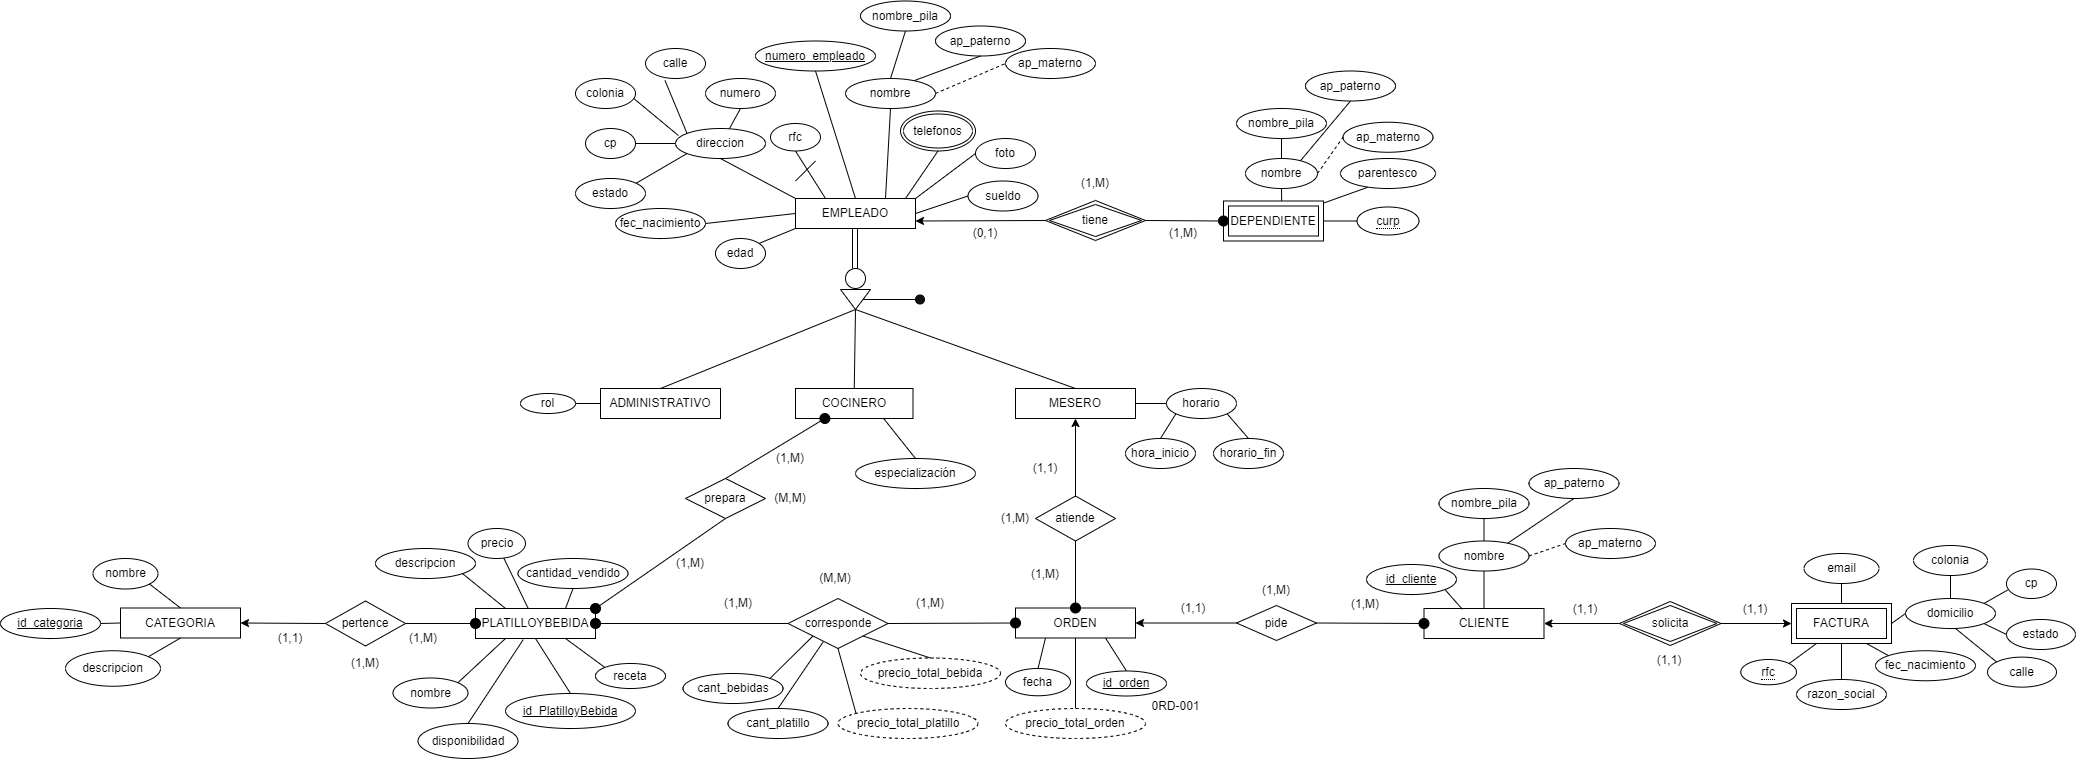 nombre_pila
ap_paterno
ap_materno
numero_empleado
nombre
calle
colonia
numero
cp
direccion
estado
rfc
telefonos
foto
sueldo
fec_nacimiento
EMPLEADO
edad
(1,M)
tiene
(0,1)
(1,M)
ap_paterno
nombre_pila
ap_materno
nombre
parentesco
DEPENDIENTE
curp
rol
ADMINISTRATIVO
COCINERO
MESERO
horario
hora_inicio
horario_fin
especialización
(1,M)
prepara
(M,M)
(1,M)
(1,1)
(1,M)
atiende
(1,M)
nombre
id_categoria
CATEGORIA
descripcion
(1,1)
pertence
(1,M)
(1,M)
precio
descripcion
cantidad_vendido
PLATILLOYBEBIDA
nombre
receta
id_PlatilloyBebida
disponibilidad
(M,M)
(1,M)
corresponde
(1,M)
cant_bebidas
cant_platillo
precio_total_bebida
precio_total_platillo
ORDEN
fecha
id_orden
0RD-001
precio_total_orden
(1,M)
(1,1)
pide
(1,M)
nombre_pila
ap_paterno
ap_materno
nombre
id_cliente
CLIENTE
(1,1)
solicita
(1,1)
(1,1)
email
colonia
cp
domicilio
estado
calle
FACTURA
rfc
fec_nacimiento
razon_social